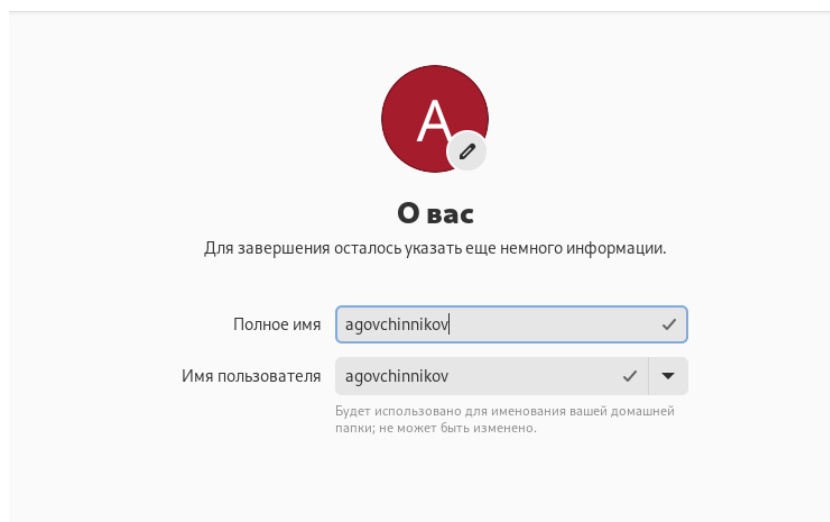 A
О вас
Для завершения осталось указать еще немного информации.
Полное имя agovchinnikov
Имя пользователя agovchinnikov
Будет использовано для именования вашей домашней
папки; не может быть изменено.